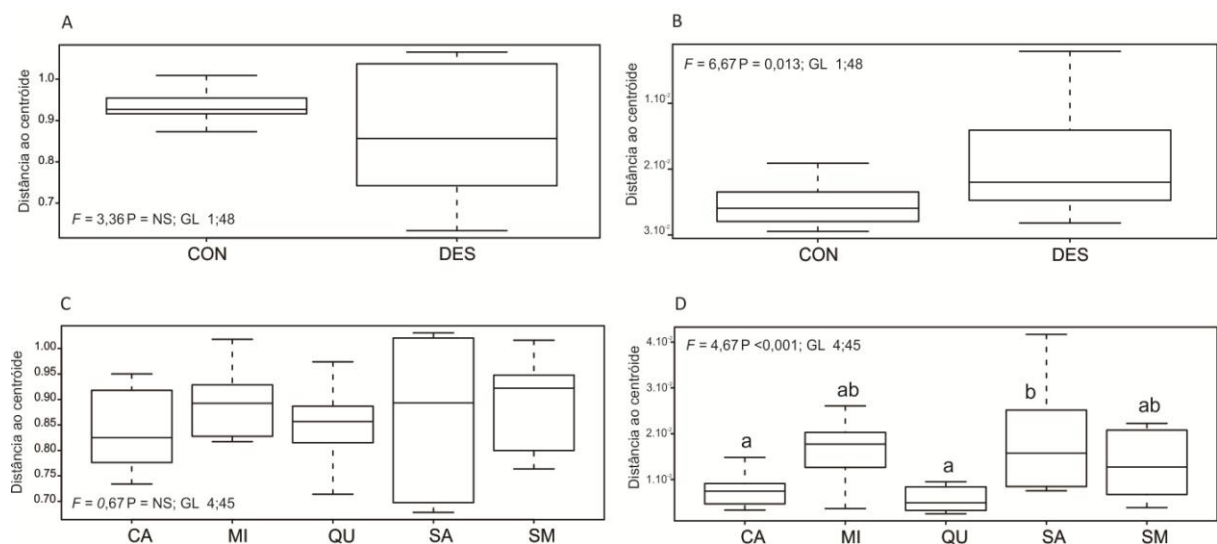 A
Distância ao centróide
1.0
0.9
0.8
0.7
F = 3,36 P = NS; GL 1;48
CON
DES
B
Distância ao centróide
F = 6,67 P = 0,013; GL 1;48
1.10⁻²
2.10⁻²
3.10⁻²
CON
DES
C
Distância ao centróide
1.00
0.95
0.90
0.85
0.80
0.75
0.70
F = 0,67 P = NS; GL 4;45
CA
MI
QU
SA
SM
D
Distância ao centróide
F = 4,67 P <0,001; GL 4;45
4.10⁻²
3.10⁻²
2.10⁻²
1.10⁻²
a
ab
a
b
ab
CA
MI
QU
SA
SM